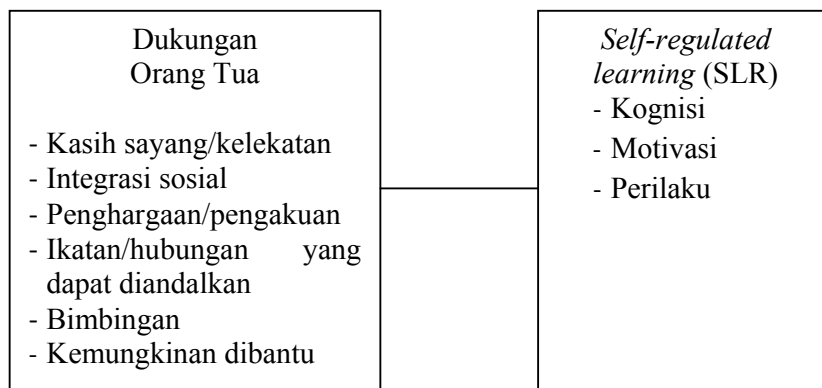 Dukungan
Orang Tua
- Kasih sayang/kelekatan
- Integrasi sosial
- Penghargaan/pengakuan
- Ikatan/hubungan yang
dapat diandalkan
- Bimbingan
- Kemungkinan dibantu
Self-regulated
learning (SLR)
- Kognisi
- Motivasi
- Perilaku